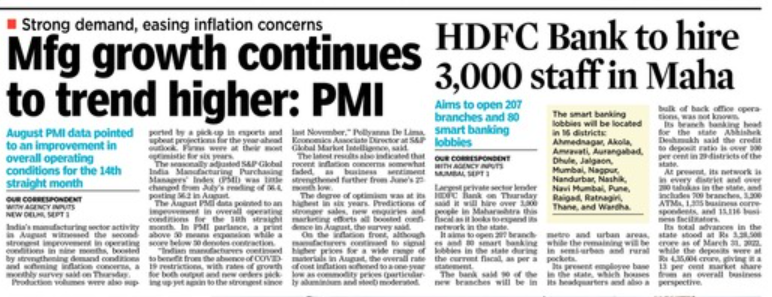 Strong demand, easing inflation concerns
Mfg growth continues
to trend higher: PMI
August PMI data pointed
to an improvement in
overall operating
conditions for the 14th
straight month
OUR CORRESPONDENT
WITH AGENCY INPUTS
NEW DELHI, SEPT 1
India's manufacturing sector activity
in August witnessed the second-
strongest improvement in operating
conditions in nine months, boosted
by strengthening demand conditions
and softening inflation concerns, a
monthly survey said on Thursday.
Production volumes were also sup-
ported by a pick-up in exports and
upbeat projections for the year-ahead
outlook. Firms were at their most
optimistic for six years.
The seasonally adjusted S&P Global
India Manufacturing Purchasing
Managers' Index (PMI) was little
changed from July's reading of 56.4,
posting 56.2 in August.
The August PMI data pointed to an
improvement in overall operating
conditions for the 14th straight
month. In PMI parlance, a print
above 50 means expansion while a
score below 50 denotes contraction.
"Indian manufacturers continued
to benefit from the absence of COVID-
19 restrictions, with rates of growth
for both output and new orders pick-
ing up yet again to the strongest since
last November," Pollyanna De Lima,
Economics Associate Director at S&P
Global Market Intelligence, said.
The latest results also indicated that
recent inflation concerns somewhat
faded, as business sentiment
strengthened further from June's 27-
month low.
The degree of optimism was at its
highest in six years. Predictions of
stronger sales, new enquiries and
marketing efforts all boosted confi-
dence in August, the survey said.
On the inflation front, although
manufacturers continued to signal
higher prices for a wide range of
materials in August, the overall rate
of cost inflation softened to a one-year
low as commodity prices (particular-
ly aluminium and steel) moderated.
HDFC Bank to hire
3,000 staff in Maha
Aims to open 207
branches and 80
smart banking
lobbies
OUR CORRESPONDENT
WITH AGENCY INPUTS
MUMBAI, SEPT 1
Largest private sector lender
HDFC Bank on Thursday
said it will hire over 3,000
people in Maharashtra this
fiscal as it looks to expand its
network in the state.
It aims to open 207 branch-
es and 80 smart banking
lobbies in the state during
the current fiscal, as per a
statement.
The bank said 90 of the
new branches will be in
The smart banking
lobbies will be located
in 16 districts:
Ahmednagar, Akola,
Amravati, Aurangabad,
Dhule, Jalgaon,
Mumbai, Nagpur,
Nandurbar, Nashik,
Navi Mumbai, Pune,
Raigad, Ratnagiri,
Thane, and Wardha.
metro and urban areas,
while the remaining will be
in semi-urban and rural
pockets.
Its present employee base
in the state, which houses
its headquarters and also a
bulk of back office opera-
tions, was not known.
Its branch banking head
for the state Abhishek
Deshmukh said the credit
to deposit ratio is over 100
per cent in 29 districts of the
state.
At present, its network is
in every district and over
200 talukas in the state, and
includes 709 branches, 3,200
ATMs, 1,375 business corre-
spondents, and 15,116 busi-
ness facilitators.
Its total advances in the
state stood at Rs 5,28,508
crore as of March 31, 2022,
while the deposits were at
Rs 4,35,604 crore, giving it a
13 per cent market share
from an overall business
perspective.